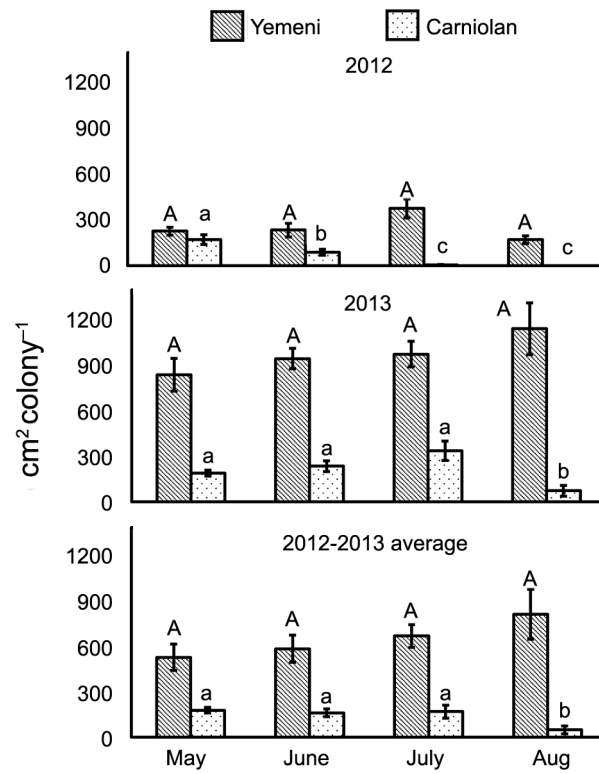 Yemeni Carniolan
2012
1200
900
600
300
0
A a A b A c A c
2013
1200
900
600
300
0
A a A a A a A b
cm² colony⁻¹
2012-2013 average
1200
900
600
300
0
A a A a A a A b
May June July Aug